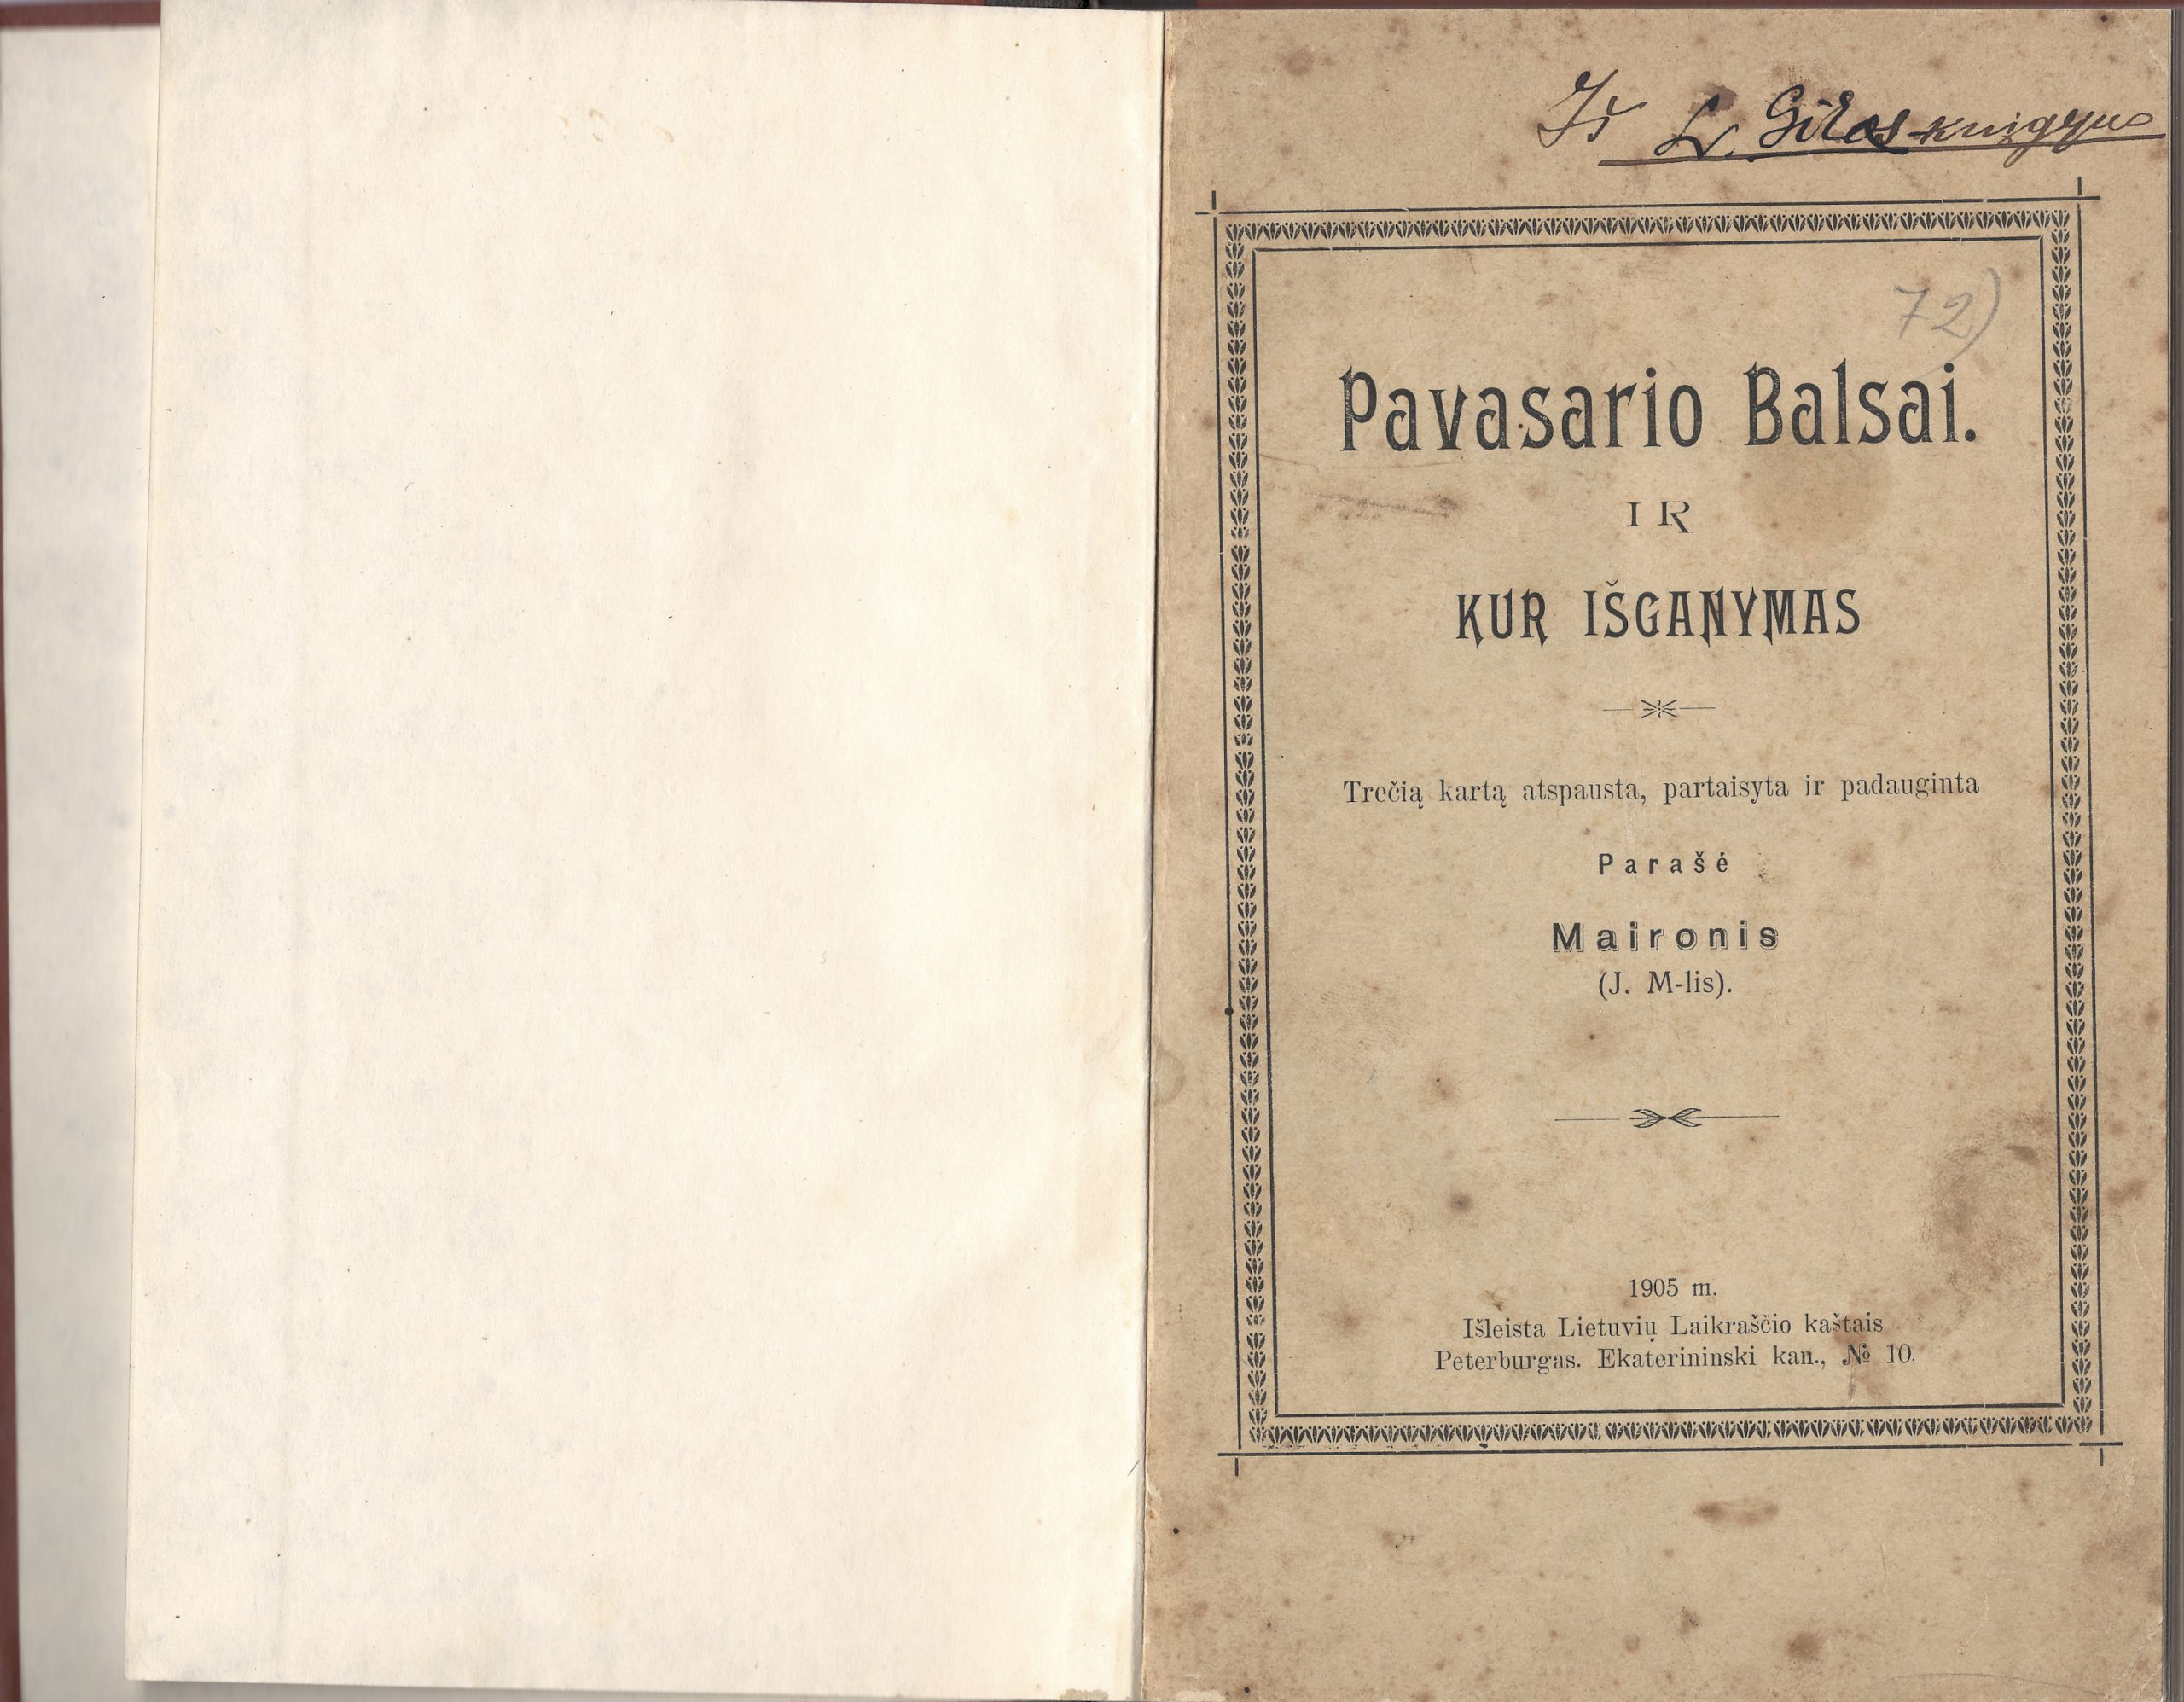 Iš L. Giros knigyno
72)
Pavasario Balsai.
IR
KUR IŠGANYMAS
Trečią kartą atspausta, partaisyta ir padauginta
Parašė
Maironis
(J. M-lis).
1905 m.
Išleista Lietuvių Laikraščio kaštais
Peterburgas. Ekaterininski kan., № 10.